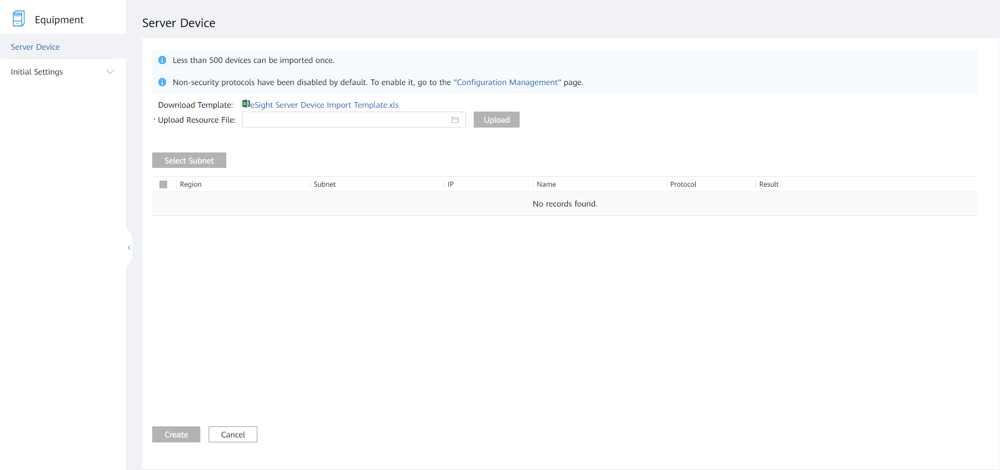 Equipment
Server Device
Initial Settings
Server Device
Less than 500 devices can be imported once.
Non-security protocols have been disabled by default. To enable it, go to the "Configuration Management" page.
Download Template: eSight Server Device Import Template.xls
* Upload Resource File: Upload
Select Subnet
Region Subnet IP Name Protocol Result
No records found.
Create Cancel